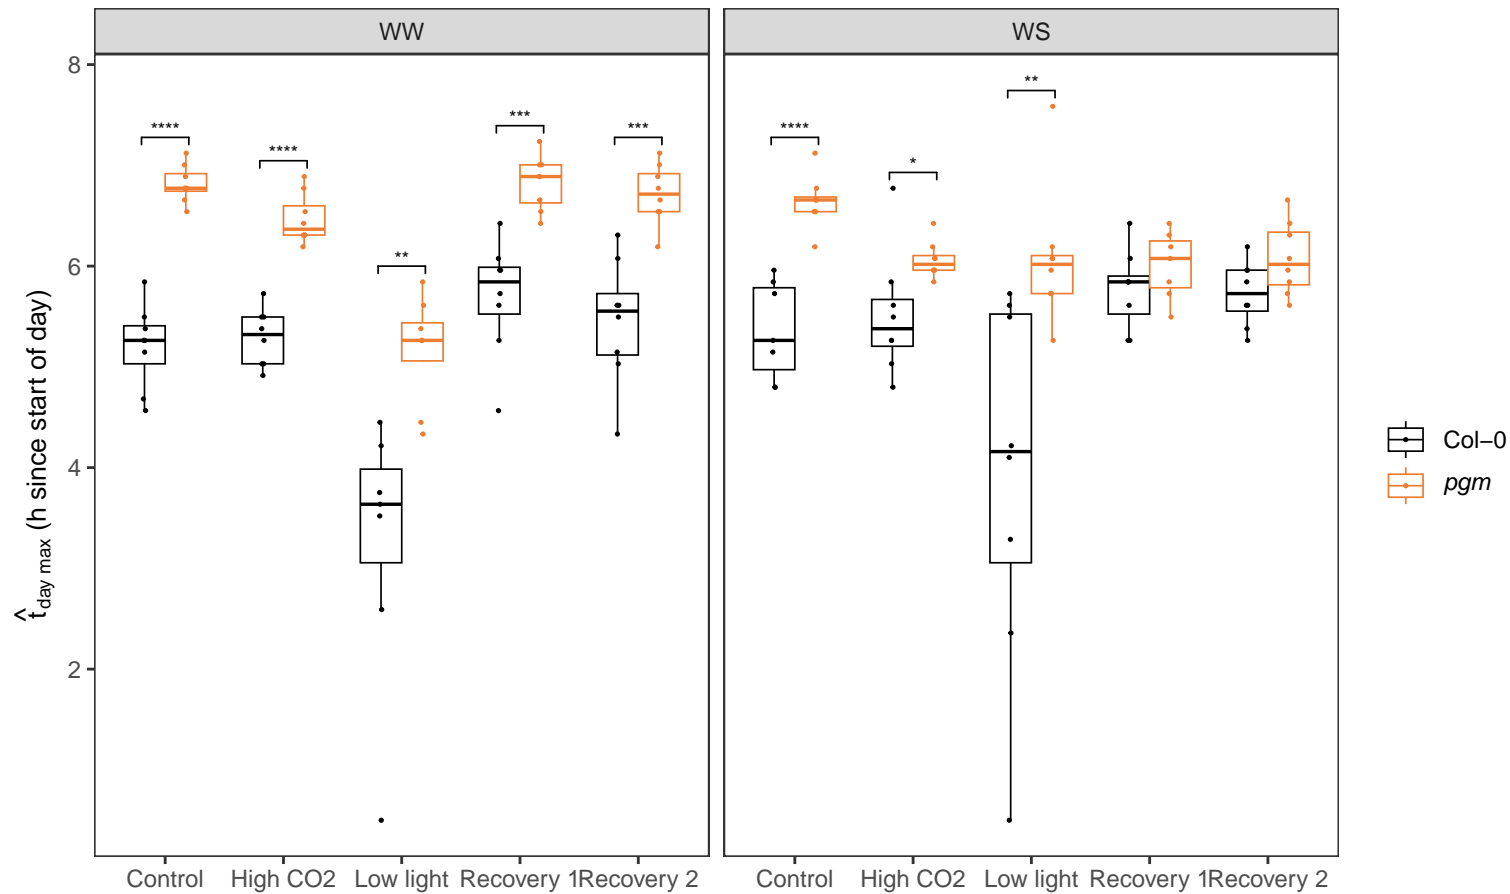 WW
WS
8
6
4
2
t̂day max (h since start of day)
****
****
**
***
***
****
*
**
Control
High CO2
Low light
Recovery 1
Recovery 2
Control
High CO2
Low light
Recovery 1
Recovery 2
Col−0
pgm